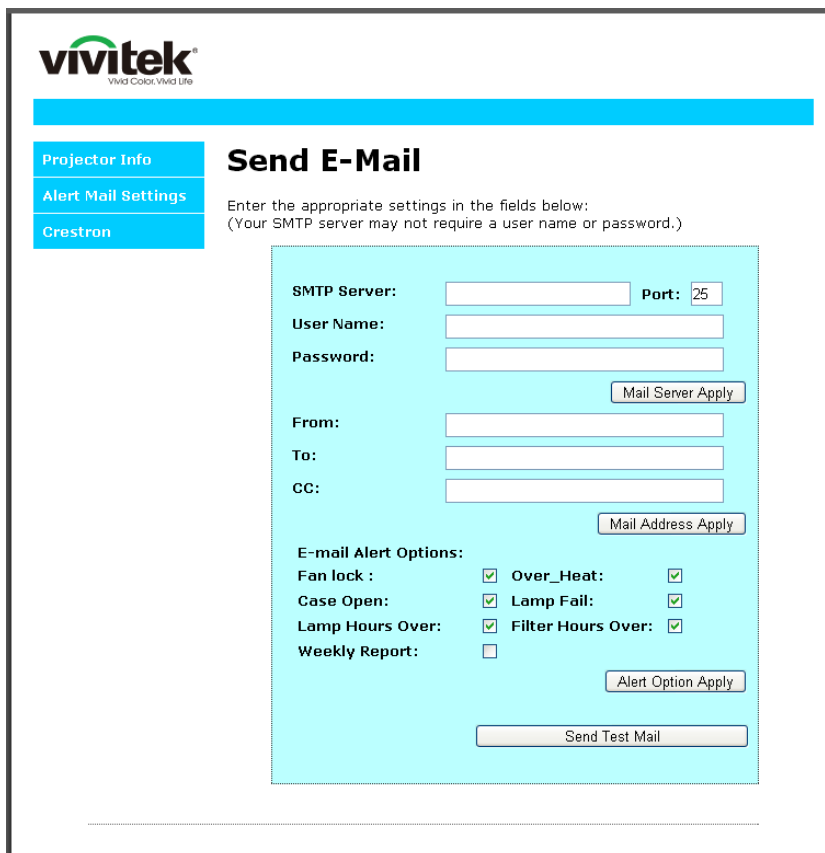 vivitek®
Vivid Color, Vivid Life
Projector Info
Alert Mail Settings
Crestron
Send E-Mail
Enter the appropriate settings in the fields below:
(Your SMTP server may not require a user name or password.)
SMTP Server: Port: 25
User Name:
Password:
Mail Server Apply
From:
To:
CC:
Mail Address Apply
E-mail Alert Options:
Fan lock : Over_Heat:
Case Open: Lamp Fail:
Lamp Hours Over: Filter Hours Over:
Weekly Report:
Alert Option Apply
Send Test Mail